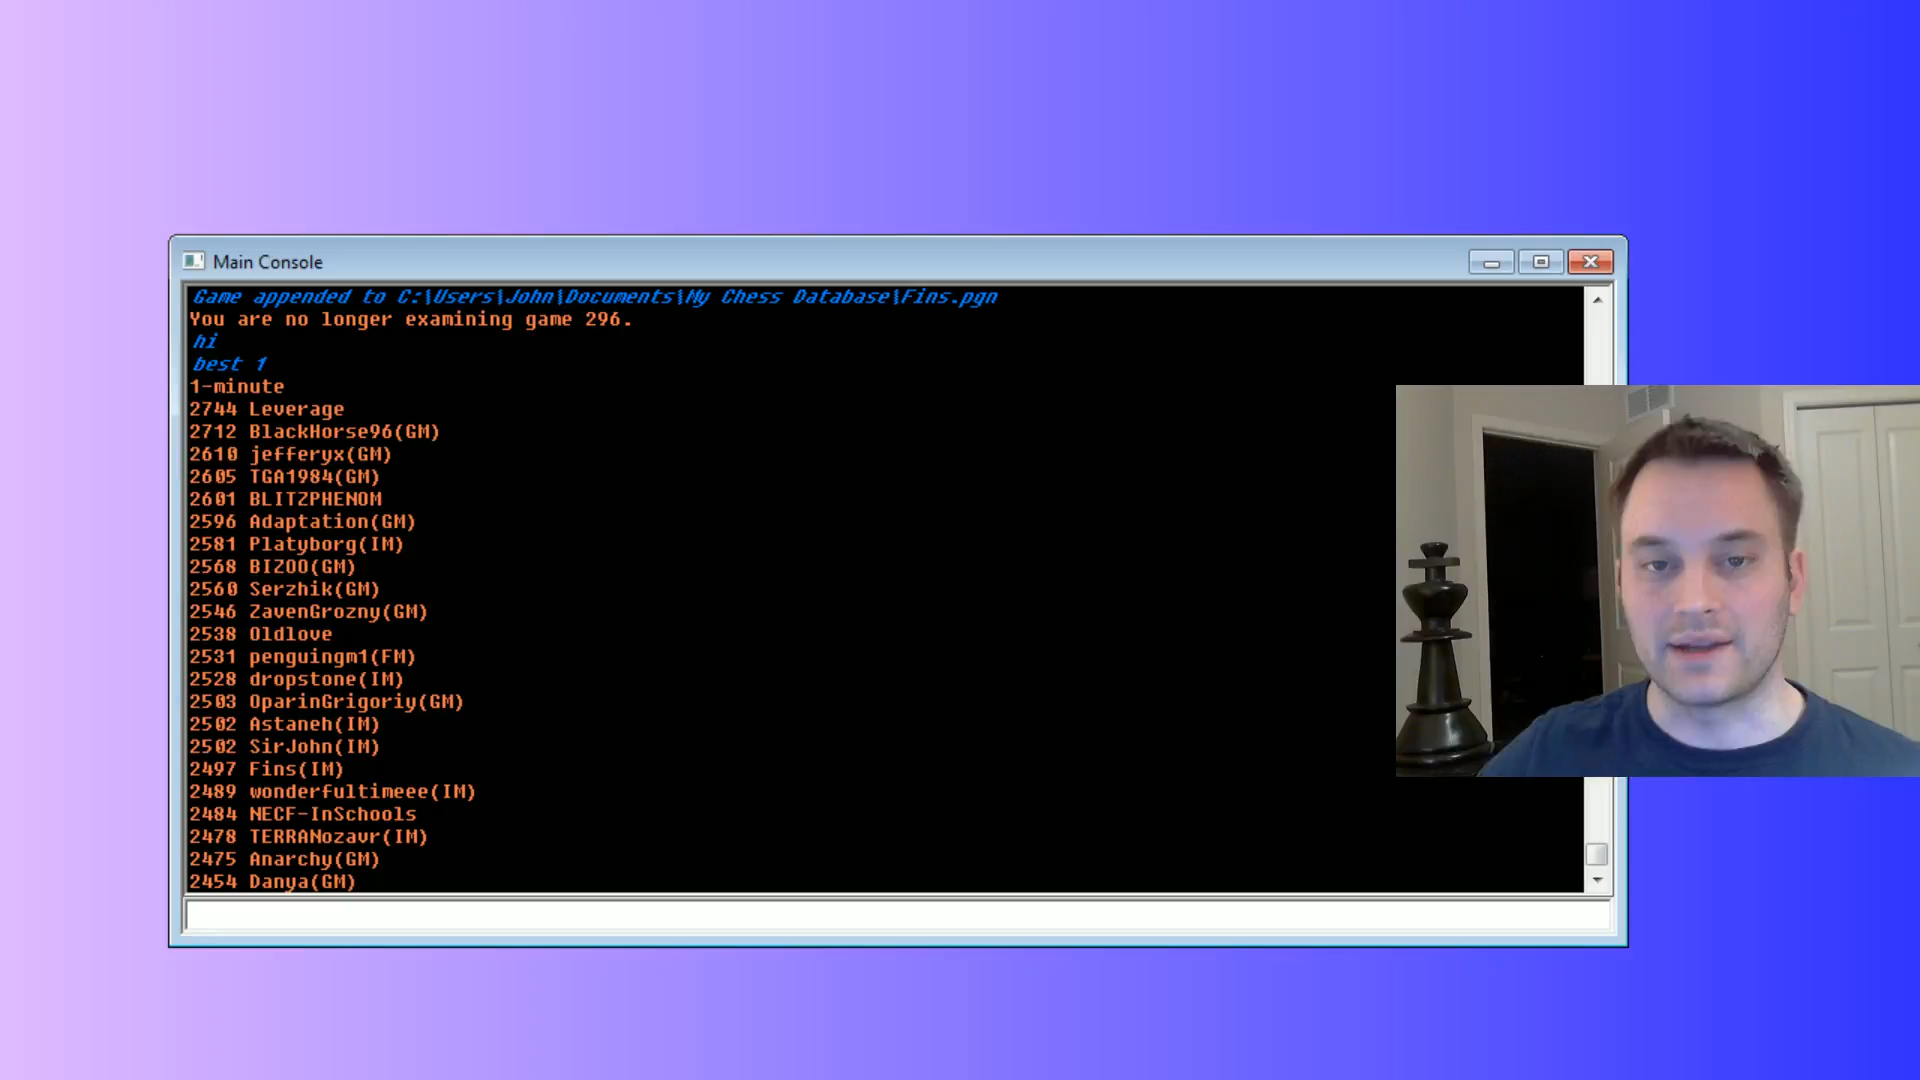 Main Console
Game appended to C:\Users\John\Documents\My Chess Database\Fins.pgn
You are no longer examining game 296.
hi
best 1
1-minute
2744 Leverage
2712 BlackHorse96(GM)
2610 jefferyx(GM)
2605 TGA1984(GM)
2601 BLITZPHENOM
2596 Adaptation(GM)
2581 Platyborg(IM)
2568 BIZOO(GM)
2560 Serzhik(GM)
2546 ZavenGrozny(GM)
2538 Oldlove
2531 penguingm1(FM)
2528 dropstone(IM)
2503 OparinGrigoriy(GM)
2502 Astaneh(IM)
2502 SirJohn(IM)
2497 Fins(IM)
2489 wonderfultimeee(IM)
2484 NECF-InSchools
2478 TERRANozavr(IM)
2475 Anarchy(GM)
2454 Danya(GM)